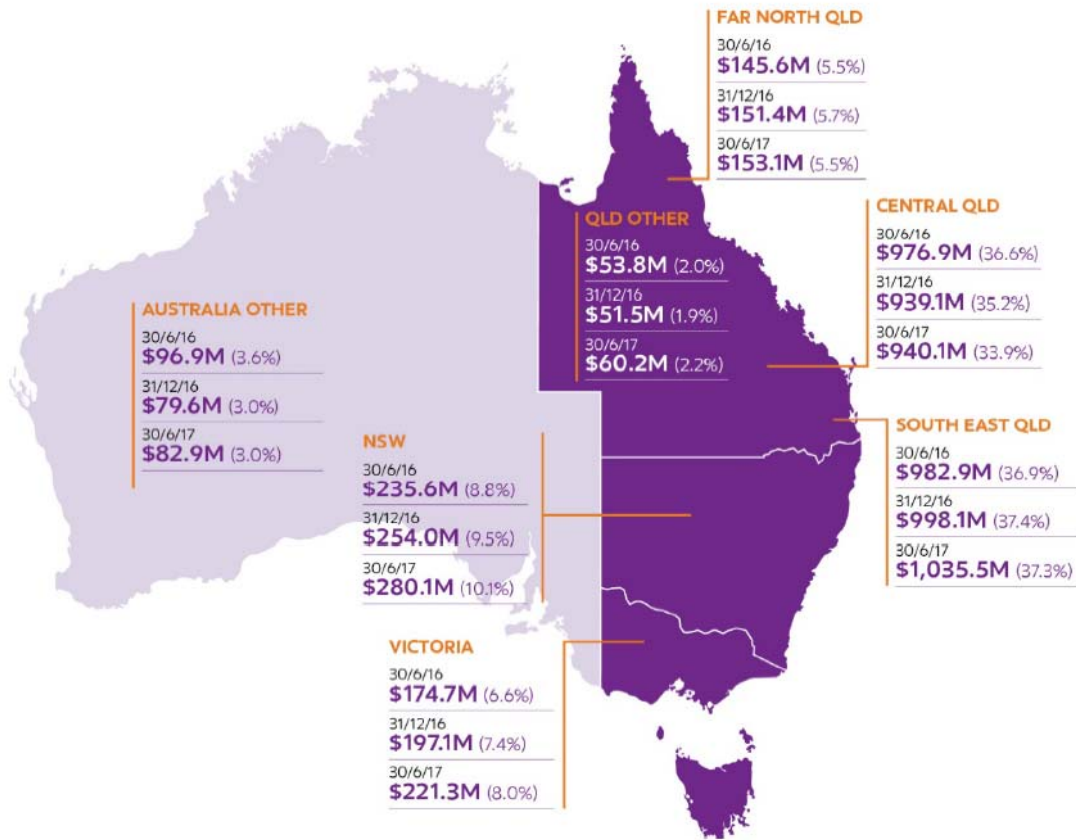 FAR NORTH QLD
30/6/16
$145.6M (5.5%)
31/12/16
$151.4M (5.7%)
30/6/17
$153.1M (5.5%)
QLD OTHER
30/6/16
$53.8M (2.0%)
31/12/16
$51.5M (1.9%)
30/6/17
$60.2M (2.2%)
CENTRAL QLD
30/6/16
$976.9M (36.6%)
31/12/16
$939.1M (35.2%)
30/6/17
$940.1M (33.9%)
AUSTRALIA OTHER
30/6/16
$96.9M (3.6%)
31/12/16
$79.6M (3.0%)
30/6/17
$82.9M (3.0%)
NSW
30/6/16
$235.6M (8.8%)
31/12/16
$254.0M (9.5%)
30/6/17
$280.1M (10.1%)
SOUTH EAST QLD
30/6/16
$982.9M (36.9%)
31/12/16
$998.1M (37.4%)
30/6/17
$1,035.5M (37.3%)
VICTORIA
30/6/16
$174.7M (6.6%)
31/12/16
$197.1M (7.4%)
30/6/17
$221.3M (8.0%)